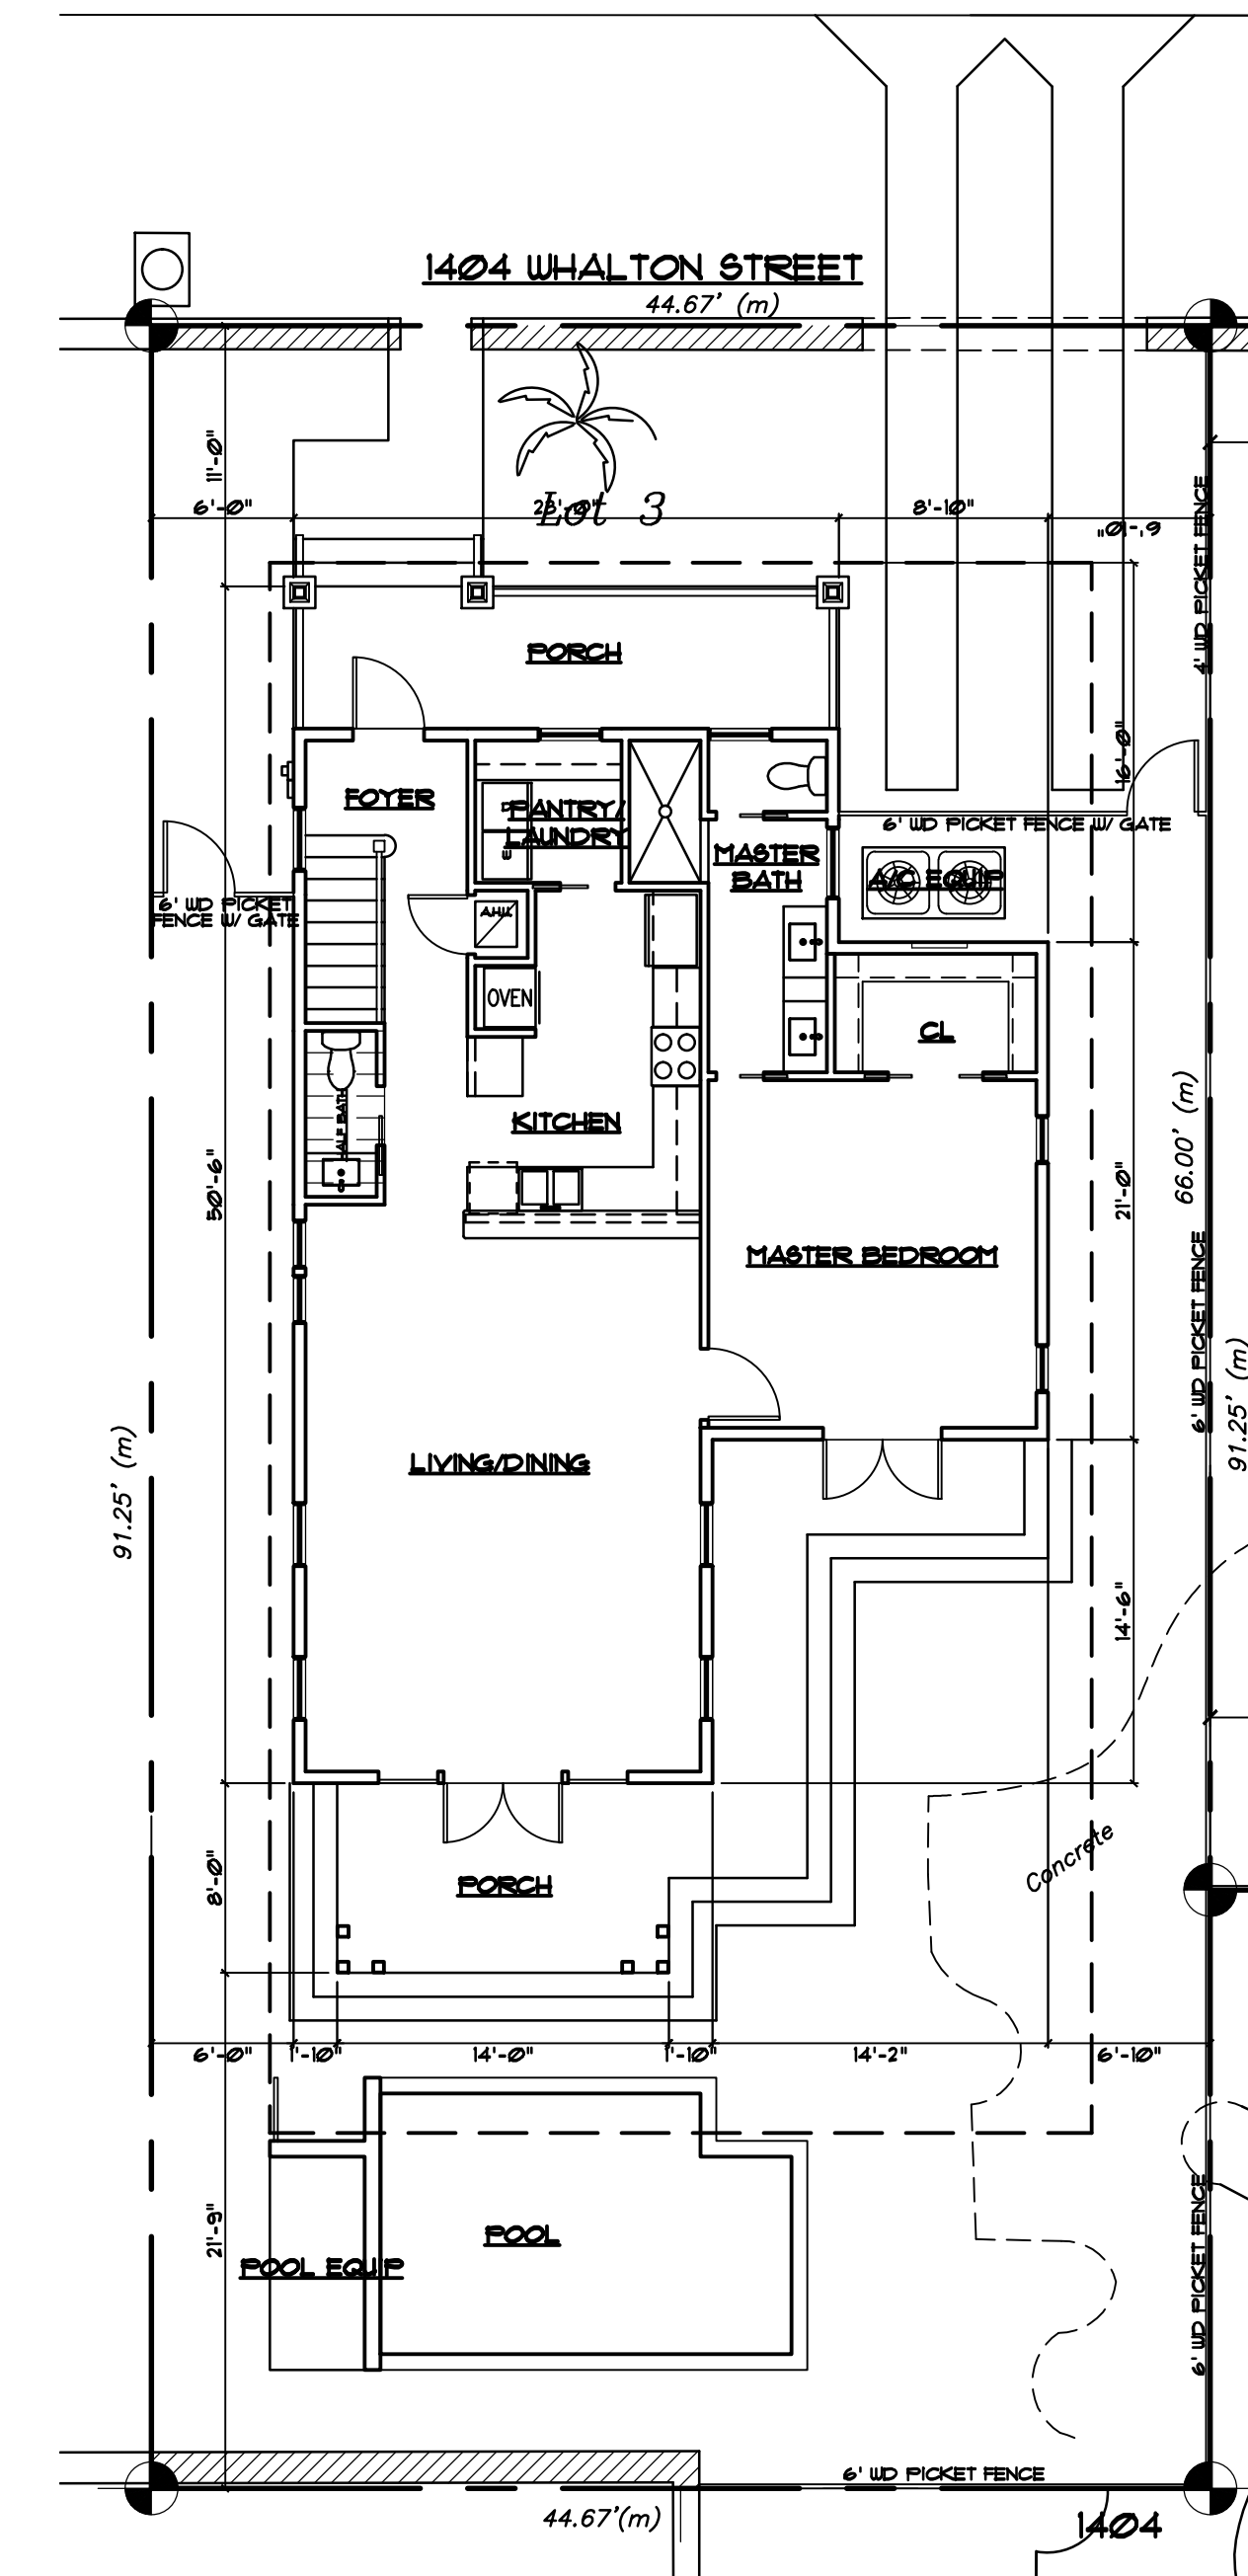 1404 WHALTON STREET
44.67' (m)
11'-0"
6'-0"
Lot 3
8'-10"
6'-10"
4' WD PICKET FENCE
PORCH
16'-0"
FOYER
PANTRY/
LAUNDRY
6' WD PICKET FENCE W/ GATE
MASTER
BATH
A/C EQUIP
6' WD PICKET
FENCE W/ GATE
A.H.U.
OVEN
CL
HALF BATH
KITCHEN
66.00' (m)
50'-6"
21'-0"
MASTER BEDROOM
6' WD PICKET FENCE
91.25' (m)
LIVING/DINING
91.25' (m)
14'-6"
Concrete
8'-0"
PORCH
6'-0"
1'-10"
14'-0"
1'-10"
14'-2"
6'-10"
21'-9"
POOL
POOL EQUIP
6' WD PICKET FENCE
6' WD PICKET FENCE
44.67'(m)
1404